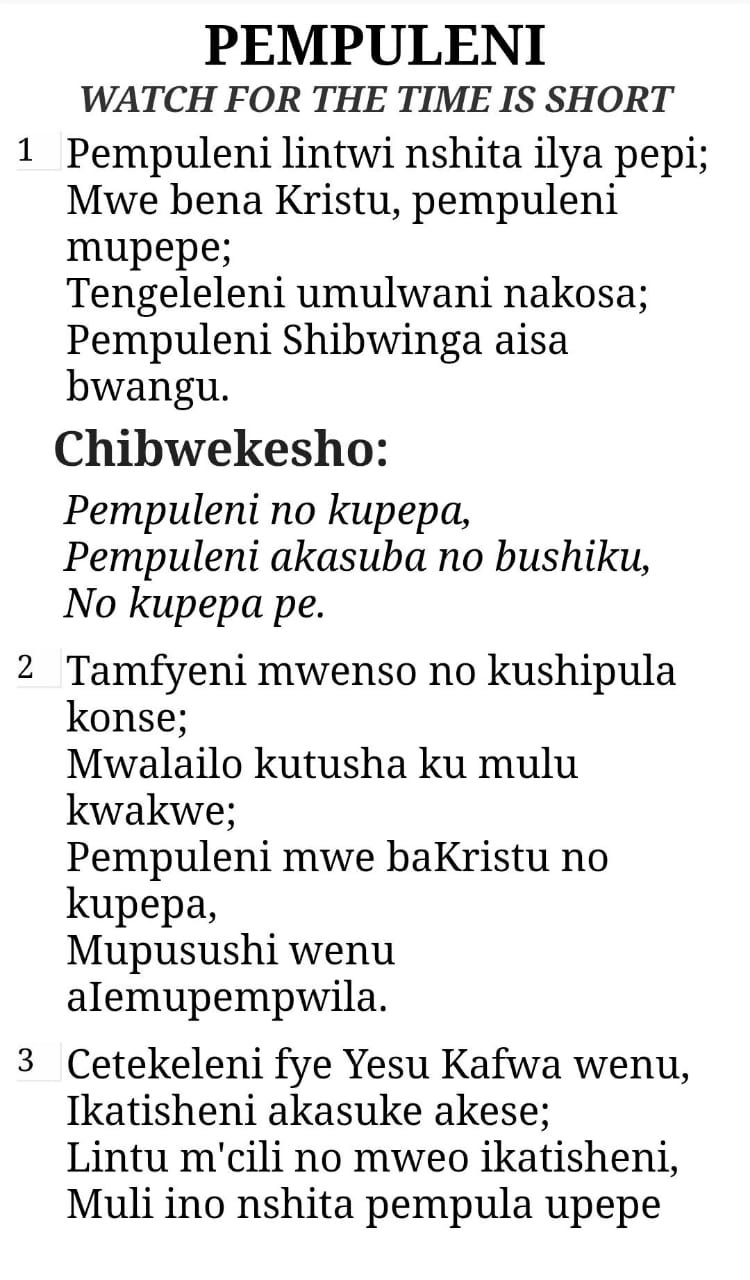 PEMPULENI
WATCH FOR THE TIME IS SHORT
1 Pempuleni lintwi nshita ilya pepi;
Mwe bena Kristu, pempuleni
mupepe;
Tengeleleni umulwani nakosa;
Pempuleni Shibwinga aisa
bwangu.
Chibwekesho:
Pempuleni no kupepa,
Pempuleni akasuba no bushiku,
No kupepa pe.
2 Tamfyeni mwenso no kushipula
konse;
Mwalailo kutusha ku mulu
kwakwe;
Pempuleni mwe baKristu no
kupepa,
Mupusushi wenu
aIemupempwila.
3 Cetekeleni fye Yesu Kafwa wenu,
Ikatisheni akasuke akese;
Lintu m'cili no mweo ikatisheni,
Muli ino nshita pempula upepe